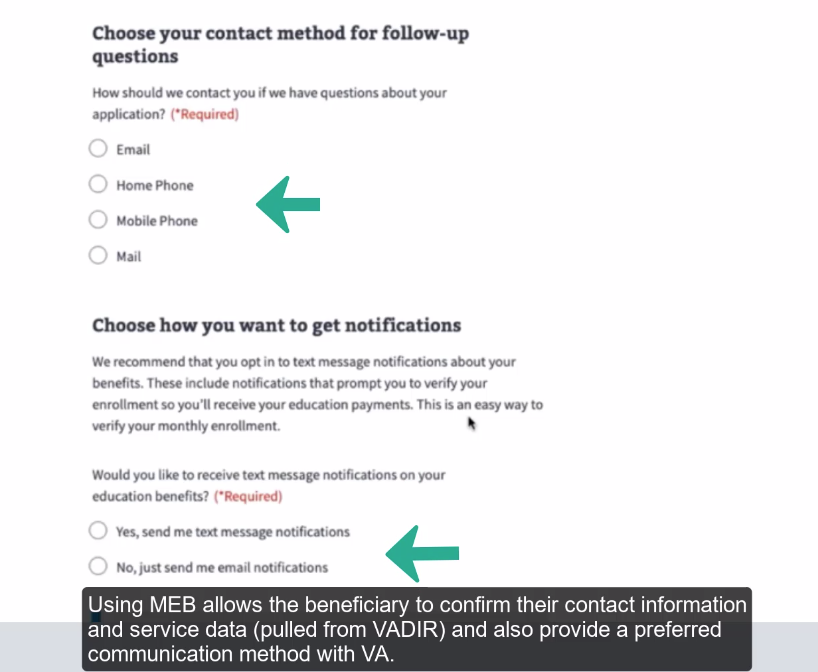 Choose your contact method for follow-up
questions
How should we contact you if we have questions about your
application? (*Required)
Email
Home Phone
Mobile Phone
Mail
Choose how you want to get notifications
We recommend that you opt in to text message notifications about your
benefits. These include notifications that prompt you to verify your
enrollment so you'll receive your education payments. This is an easy way to
verify your monthly enrollment.
Would you like to receive text message notifications on your
education benefits? (*Required)
Yes, send me text message notifications
No, just send me email notifications
Using MEB allows the beneficiary to confirm their contact information
and service data (pulled from VADIR) and also provide a preferred
communication method with VA.